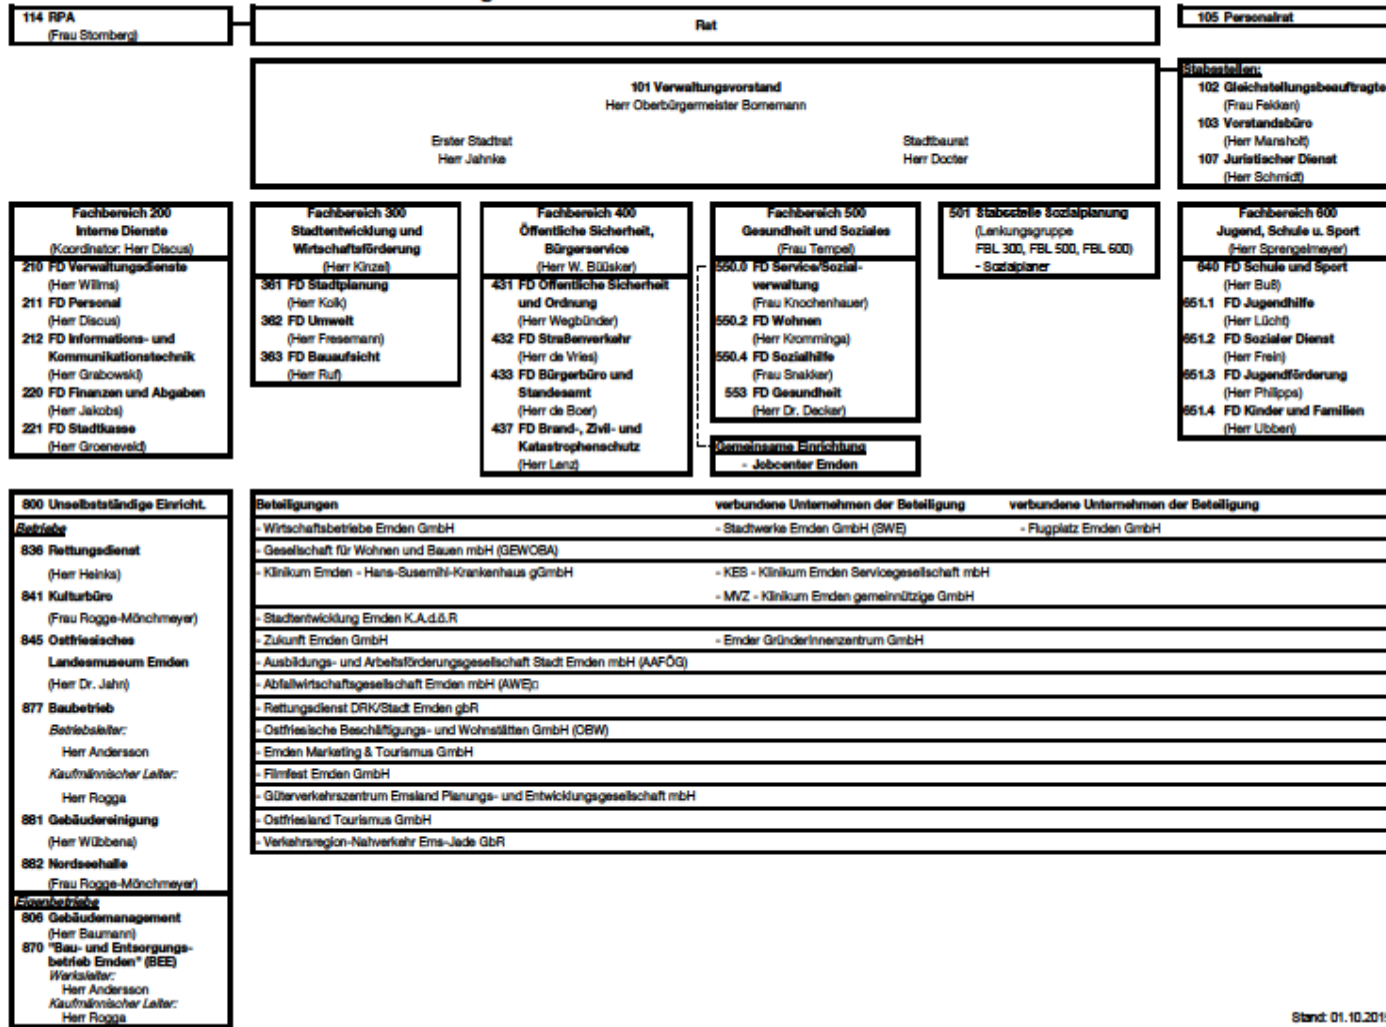 114 RPA
(Frau Stomberg)
Rat
105 Personalrat
101 Verwaltungsvorstand
Herr Oberbürgermeister Bornemann
Erster Stadtrat
Herr Jahnke
Stadtbaurat
Herr Docter
Stabsstellen:
102 Gleichstellungsbeauftragte
(Frau Fekken)
103 Vorstandsbüro
(Herr Mansholt)
107 Juristischer Dienst
(Herr Schmidt)
Fachbereich 200
Interne Dienste
(Koordinator: Herr Discus)
210 FD Verwaltungsdienste
(Herr Willms)
211 FD Personal
(Herr Discus)
212 FD Informations- und
Kommunikationstechnik
(Herr Grabowski)
220 FD Finanzen und Abgaben
(Herr Jakobs)
221 FD Stadtkasse
(Herr Groeneveld)
Fachbereich 300
Stadtentwicklung und
Wirtschaftsförderung
(Herr Kinzel)
361 FD Stadtplanung
(Herr Kolk)
362 FD Umwelt
(Herr Fresemann)
363 FD Bauaufsicht
(Herr Ruf)
Fachbereich 400
Öffentliche Sicherheit,
Bürgerservice
(Herr W. Büüsker)
431 FD Öffentliche Sicherheit
und Ordnung
(Herr Wegbünder)
432 FD Straßenverkehr
(Herr de Vries)
433 FD Bürgerbüro und
Standesamt
(Herr de Boer)
437 FD Brand-, Zivil- und
Katastrophenschutz
(Herr Lenz)
Fachbereich 500
Gesundheit und Soziales
(Frau Tempel)
550.0 FD Service/Sozial-
verwaltung
(Frau Knochenhauer)
550.2 FD Wohnen
(Herr Kromminga)
550.4 FD Sozialhilfe
(Frau Snakker)
553 FD Gesundheit
(Herr Dr. Decker)
Gemeinsame Einrichtung
- Jobcenter Emden
501 Stabsstelle Sozialplanung
(Lenkungsgruppe
FBL 300, FBL 500, FBL 600)
- Sozialplaner
Fachbereich 600
Jugend, Schule u. Sport
(Herr Sprengelmeyer)
640 FD Schule und Sport
(Herr Buß)
651.1 FD Jugendhilfe
(Herr Lücht)
651.2 FD Sozialer Dienst
(Herr Frein)
651.3 FD Jugendförderung
(Herr Philipps)
651.4 FD Kinder und Familien
(Herr Ubben)
800 Unselbstständige Einricht.
Betriebe
836 Rettungsdienst
(Herr Heinks)
841 Kulturbüro
(Frau Rogge-Mönchmeyer)
845 Ostfriesisches
Landesmuseum Emden
(Herr Dr. Jahn)
877 Baubetrieb
Betriebsleiter:
Herr Andersson
Kaufmännischer Leiter:
Herr Rogga
881 Gebäudereinigung
(Herr Wübbena)
882 Nordseehalle
(Frau Rogge-Mönchmeyer)
Eigenbetriebe
806 Gebäudemanagement
(Herr Baumann)
870 "Bau- und Entsorgungs-
betrieb Emden" (BEE)
Werksleiter:
Herr Andersson
Kaufmännischer Leiter:
Herr Rogga
Beteiligungen verbundene Unternehmen der Beteiligung verbundene Unternehmen der Beteiligung
- Wirtschaftsbetriebe Emden GmbH - Stadtwerke Emden GmbH (SWE) - Flugplatz Emden GmbH
- Gesellschaft für Wohnen und Bauen mbH (GEWOBA)
- Klinikum Emden - Hans-Susemihl-Krankenhaus gGmbH - KES - Klinikum Emden Servicegesellschaft mbH
- MVZ - Klinikum Emden gemeinnützige GmbH
- Stadtentwicklung Emden K.A.d.ö.R
- Zukunft Emden GmbH - Emder GründerInnenzentrum GmbH
- Ausbildungs- und Arbeitsförderungsgesellschaft Stadt Emden mbH (AAFÖG)
- Abfallwirtschaftsgesellschaft Emden mbH (AWE)□
- Rettungsdienst DRK/Stadt Emden gbR
- Ostfriesische Beschäftigungs- und Wohnstätten GmbH (OBW)
- Emden Marketing & Tourismus GmbH
- Filmfest Emden GmbH
- Güterverkehrszentrum Emsland Planungs- und Entwicklungsgesellschaft mbH
- Ostfriesland Tourismus GmbH
- Verkehrsregion-Nahverkehr Ems-Jade GbR
Stand: 01.10.2015